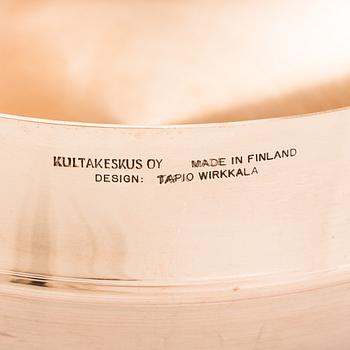 KULTAKESKUS OY MADE IN FINLAND
DESIGN: TAPIO WIRKKALA